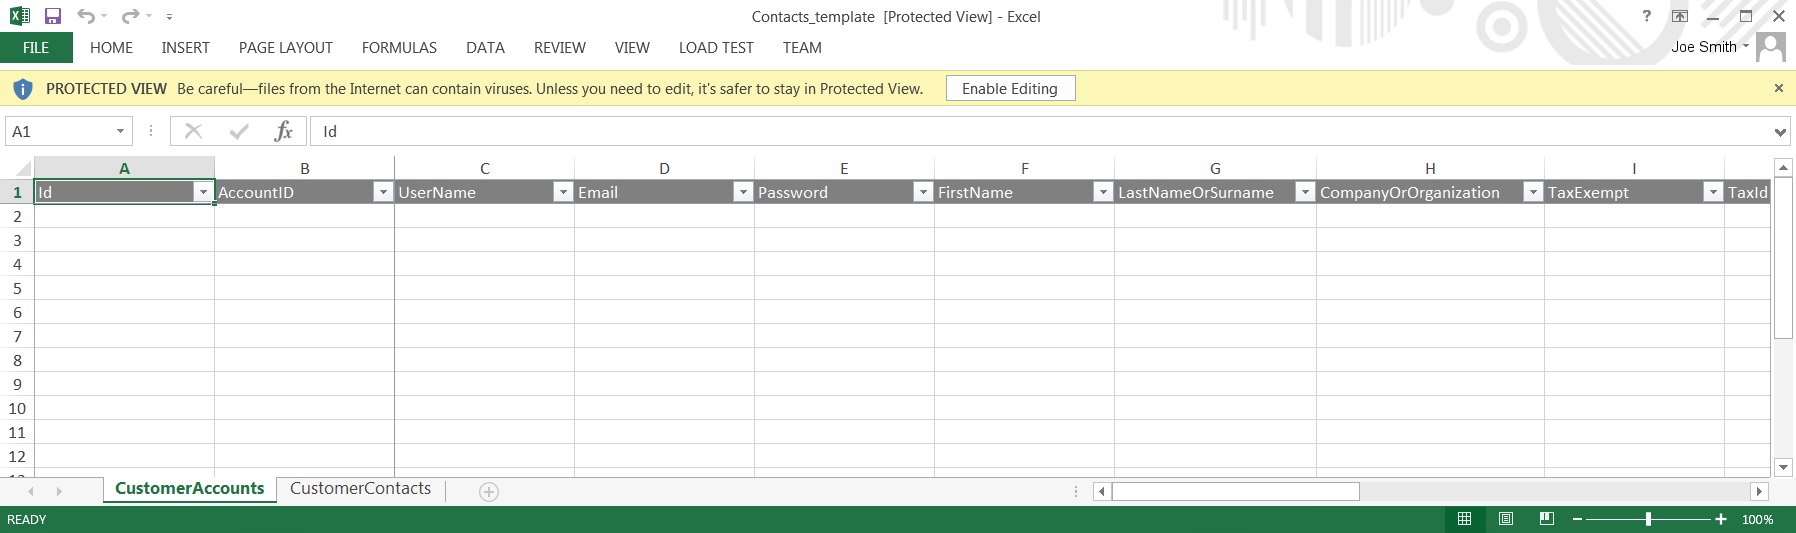 Contacts_template [Protected View] - Excel
?
FILE HOME INSERT PAGE LAYOUT FORMULAS DATA REVIEW VIEW LOAD TEST TEAM Joe Smith
PROTECTED VIEW Be careful—files from the Internet can contain viruses. Unless you need to edit, it's safer to stay in Protected View. Enable Editing
A1 fx Id
A B C D E F G H I
1 Id AccountID UserName Email Password FirstName LastNameOrSurname CompanyOrOrganization TaxExempt TaxId
2
3
4
5
6
7
8
9
10
11
12
CustomerAccounts CustomerContacts
READY 100%